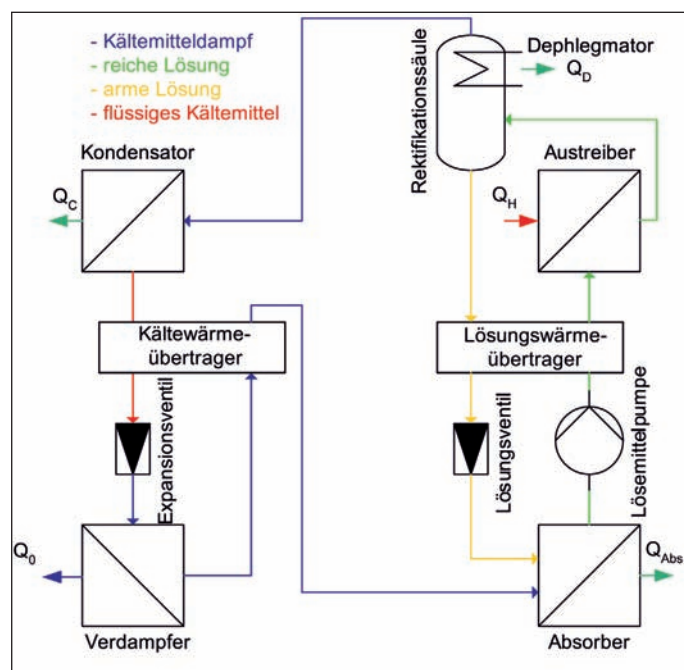 - Kältemitteldampf
- reiche Lösung
- arme Lösung
- flüssiges Kältemittel
Rektifikationssäule
Dephlegmator
Q_D
Kondensator
Q_C
Austreiber
Q_H
Kältewärme-
übertrager
Lösungswärme-
übertrager
Expansionsventil
Lösungsventil
Lösemittelpumpe
Q_0
Q_Abs
Verdampfer
Absorber